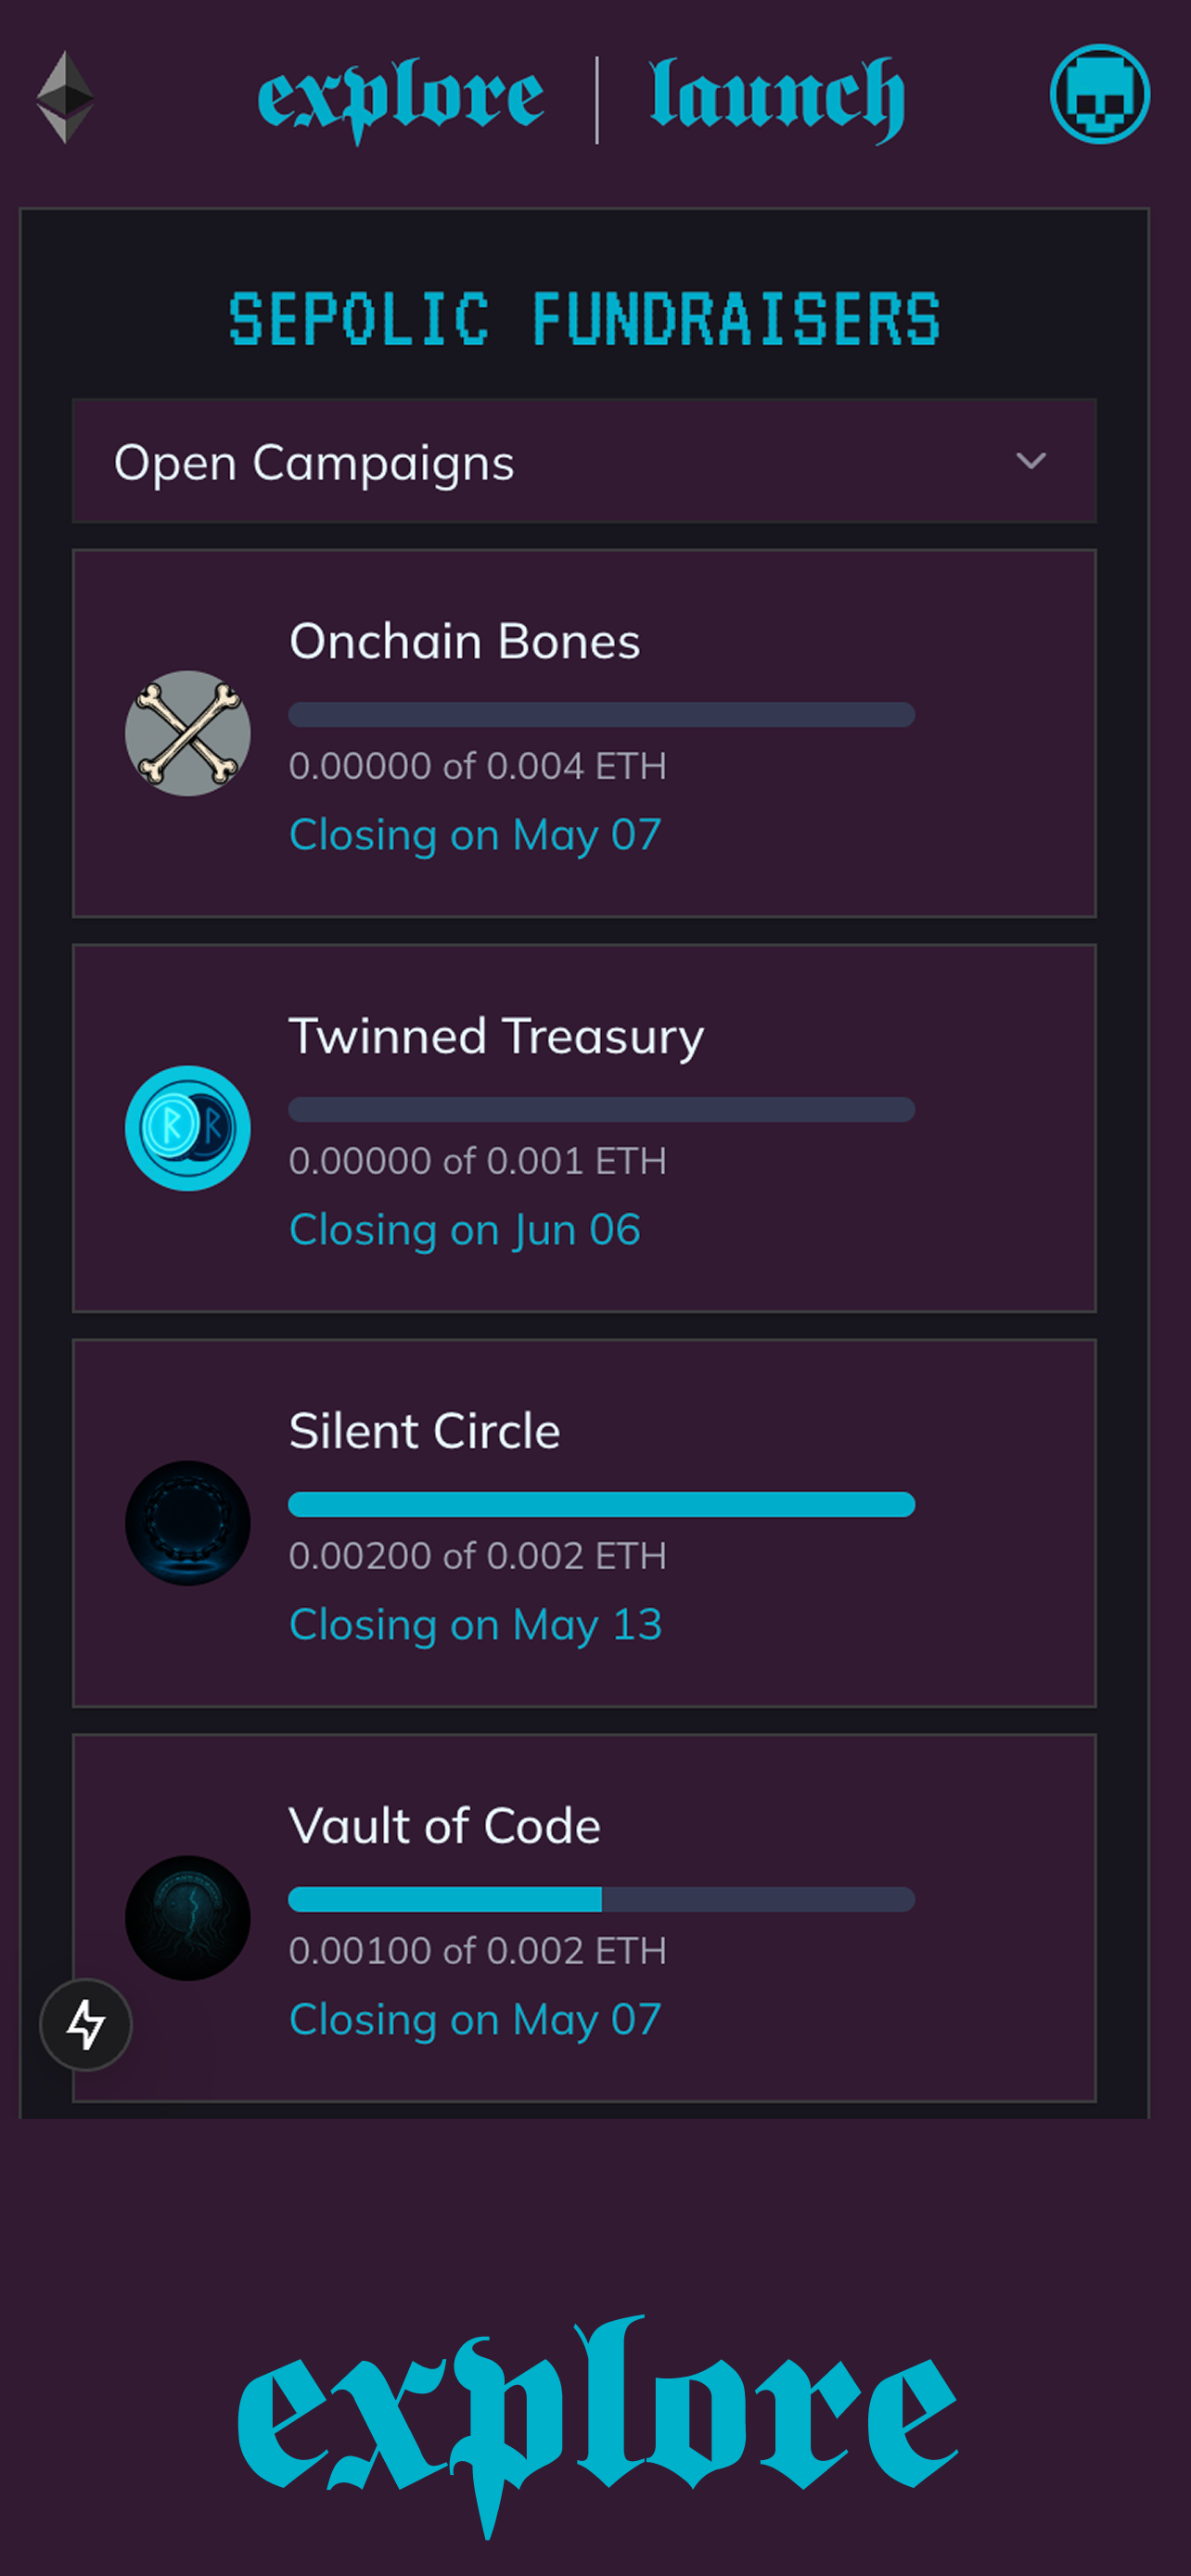 explore | launch
SEPOLIC FUNDRAISERS
Open Campaigns
Onchain Bones
0.00000 of 0.004 ETH
Closing on May 07
Twinned Treasury
0.00000 of 0.001 ETH
Closing on Jun 06
Silent Circle
0.00200 of 0.002 ETH
Closing on May 13
Vault of Code
0.00100 of 0.002 ETH
Closing on May 07
explore